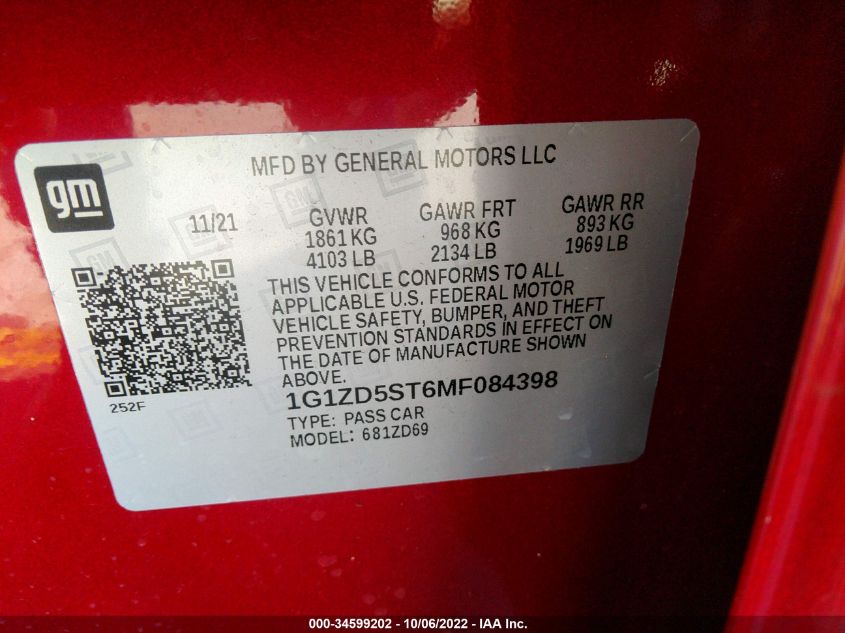 MFD BY GENERAL MOTORS LLC
gm
11/21
GVWR
1861 KG
4103 LB
GAWR FRT
968 KG
2134 LB
GAWR RR
893 KG
1969 LB
THIS VEHICLE CONFORMS TO ALL
APPLICABLE U.S. FEDERAL MOTOR
VEHICLE SAFETY, BUMPER, AND THEFT
PREVENTION STANDARDS IN EFFECT ON
THE DATE OF MANUFACTURE SHOWN
ABOVE.
252F
1G1ZD5ST6MF084398
TYPE: PASS CAR
MODEL: 681ZD69
000-34599202 - 10/06/2022 - IAA Inc.